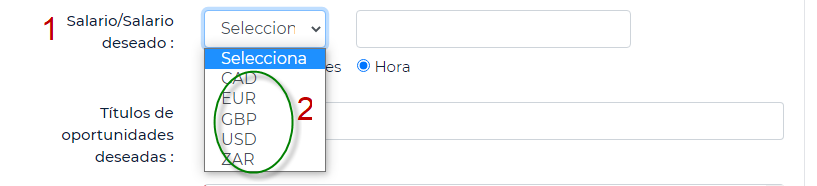 1 Salario/Salario
deseado :
Seleccion
Selecciona
CAD
EUR
GBP
USD
ZAR
2
es
Hora
Títulos de
oportunidades
deseadas :